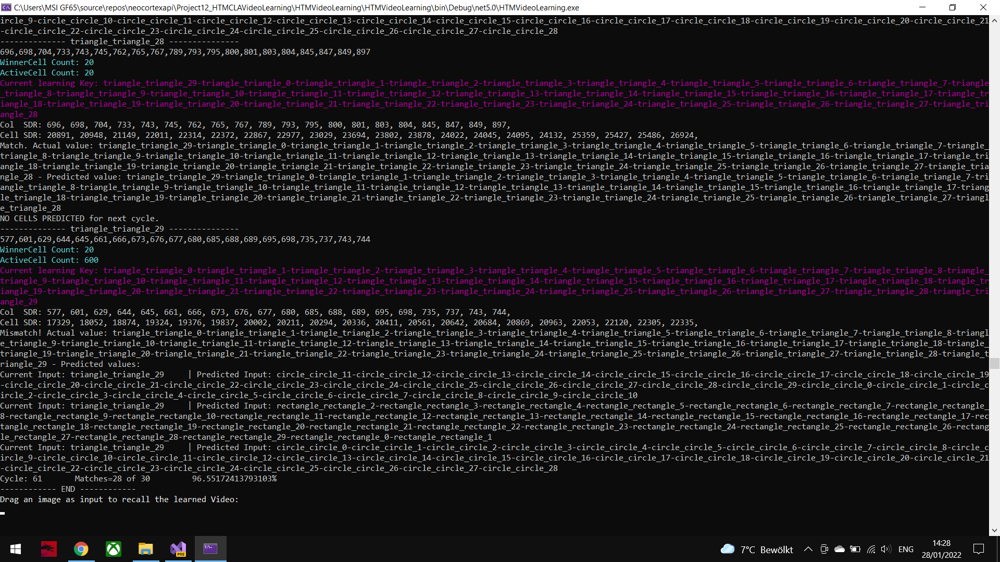 C:\Users\MSI GF65\source\repos\neocortexapi\Project12_HTMCLAVideoLearning\HTMVideoLearning\HTMVideoLearning\bin\Debug\net5.0\HTMVideoLearning.exe
ircle_9-circle_circle_10-circle_circle_11-circle_circle_12-circle_circle_13-circle_circle_14-circle_circle_15-circle_circle_16-circle_circle_17-circle_circle_18-circle_circle_19-circle_circle_20-circle_circle_21
-circle_circle_22-circle_circle_23-circle_circle_24-circle_circle_25-circle_circle_26-circle_circle_27-circle_circle_28
-------------- triangle_triangle_28 ---------------
696,698,704,733,743,745,762,765,767,789,793,795,800,801,803,804,845,847,849,897
WinnerCell Count: 20
ActiveCell Count: 20
Current learning Key: triangle_triangle_29-triangle_triangle_0-triangle_triangle_1-triangle_triangle_2-triangle_triangle_3-triangle_triangle_4-triangle_triangle_5-triangle_triangle_6-triangle_triangle_7-triangle
_triangle_8-triangle_triangle_9-triangle_triangle_10-triangle_triangle_11-triangle_triangle_12-triangle_triangle_13-triangle_triangle_14-triangle_triangle_15-triangle_triangle_16-triangle_triangle_17-triangle_tr
iangle_18-triangle_triangle_19-triangle_triangle_20-triangle_triangle_21-triangle_triangle_22-triangle_triangle_23-triangle_triangle_24-triangle_triangle_25-triangle_triangle_26-triangle_triangle_27-triangle_tri
angle_28
Col  SDR: 696, 698, 704, 733, 743, 745, 762, 765, 767, 789, 793, 795, 800, 801, 803, 804, 845, 847, 849, 897,
Cell SDR: 20891, 20948, 21149, 22011, 22314, 22372, 22867, 22977, 23029, 23694, 23802, 23878, 24022, 24045, 24095, 24132, 25359, 25427, 25486, 26924,
Match. Actual value: triangle_triangle_29-triangle_triangle_0-triangle_triangle_1-triangle_triangle_2-triangle_triangle_3-triangle_triangle_4-triangle_triangle_5-triangle_triangle_6-triangle_triangle_7-triangle_
triangle_8-triangle_triangle_9-triangle_triangle_10-triangle_triangle_11-triangle_triangle_12-triangle_triangle_13-triangle_triangle_14-triangle_triangle_15-triangle_triangle_16-triangle_triangle_17-triangle_tri
angle_18-triangle_triangle_19-triangle_triangle_20-triangle_triangle_21-triangle_triangle_22-triangle_triangle_23-triangle_triangle_24-triangle_triangle_25-triangle_triangle_26-triangle_triangle_27-triangle_tria
ngle_28 - Predicted value: triangle_triangle_29-triangle_triangle_0-triangle_triangle_1-triangle_triangle_2-triangle_triangle_3-triangle_triangle_4-triangle_triangle_5-triangle_triangle_6-triangle_triangle_7-tri
angle_triangle_8-triangle_triangle_9-triangle_triangle_10-triangle_triangle_11-triangle_triangle_12-triangle_triangle_13-triangle_triangle_14-triangle_triangle_15-triangle_triangle_16-triangle_triangle_17-triang
le_triangle_18-triangle_triangle_19-triangle_triangle_20-triangle_triangle_21-triangle_triangle_22-triangle_triangle_23-triangle_triangle_24-triangle_triangle_25-triangle_triangle_26-triangle_triangle_27-triangl
e_triangle_28
NO CELLS PREDICTED for next cycle.
-------------- triangle_triangle_29 ---------------
577,601,629,644,645,661,666,673,676,677,680,685,688,689,695,698,735,737,743,744
WinnerCell Count: 20
ActiveCell Count: 600
Current learning Key: triangle_triangle_0-triangle_triangle_1-triangle_triangle_2-triangle_triangle_3-triangle_triangle_4-triangle_triangle_5-triangle_triangle_6-triangle_triangle_7-triangle_triangle_8-triangle_
triangle_9-triangle_triangle_10-triangle_triangle_11-triangle_triangle_12-triangle_triangle_13-triangle_triangle_14-triangle_triangle_15-triangle_triangle_16-triangle_triangle_17-triangle_triangle_18-triangle_tr
iangle_19-triangle_triangle_20-triangle_triangle_21-triangle_triangle_22-triangle_triangle_23-triangle_triangle_24-triangle_triangle_25-triangle_triangle_26-triangle_triangle_27-triangle_triangle_28-triangle_tri
angle_29
Col  SDR: 577, 601, 629, 644, 645, 661, 666, 673, 676, 677, 680, 685, 688, 689, 695, 698, 735, 737, 743, 744,
Cell SDR: 17329, 18052, 18874, 19324, 19376, 19837, 20002, 20211, 20294, 20336, 20411, 20561, 20642, 20684, 20869, 20963, 22053, 22120, 22305, 22335,
Mismatch! Actual value: triangle_triangle_0-triangle_triangle_1-triangle_triangle_2-triangle_triangle_3-triangle_triangle_4-triangle_triangle_5-triangle_triangle_6-triangle_triangle_7-triangle_triangle_8-triangl
e_triangle_9-triangle_triangle_10-triangle_triangle_11-triangle_triangle_12-triangle_triangle_13-triangle_triangle_14-triangle_triangle_15-triangle_triangle_16-triangle_triangle_17-triangle_triangle_18-triangle_
triangle_19-triangle_triangle_20-triangle_triangle_21-triangle_triangle_22-triangle_triangle_23-triangle_triangle_24-triangle_triangle_25-triangle_triangle_26-triangle_triangle_27-triangle_triangle_28-triangle_t
riangle_29 - Predicted values:
Current Input: triangle_triangle_29     | Predicted Input: circle_circle_11-circle_circle_12-circle_circle_13-circle_circle_14-circle_circle_15-circle_circle_16-circle_circle_17-circle_circle_18-circle_circle_19
-circle_circle_20-circle_circle_21-circle_circle_22-circle_circle_23-circle_circle_24-circle_circle_25-circle_circle_26-circle_circle_27-circle_circle_28-circle_circle_29-circle_circle_0-circle_circle_1-circle_c
ircle_2-circle_circle_3-circle_circle_4-circle_circle_5-circle_circle_6-circle_circle_7-circle_circle_8-circle_circle_9-circle_circle_10
Current Input: triangle_triangle_29     | Predicted Input: rectangle_rectangle_2-rectangle_rectangle_3-rectangle_rectangle_4-rectangle_rectangle_5-rectangle_rectangle_6-rectangle_rectangle_7-rectangle_rectangle_
8-rectangle_rectangle_9-rectangle_rectangle_10-rectangle_rectangle_11-rectangle_rectangle_12-rectangle_rectangle_13-rectangle_rectangle_14-rectangle_rectangle_15-rectangle_rectangle_16-rectangle_rectangle_17-rec
tangle_rectangle_18-rectangle_rectangle_19-rectangle_rectangle_20-rectangle_rectangle_21-rectangle_rectangle_22-rectangle_rectangle_23-rectangle_rectangle_24-rectangle_rectangle_25-rectangle_rectangle_26-rectang
le_rectangle_27-rectangle_rectangle_28-rectangle_rectangle_29-rectangle_rectangle_0-rectangle_rectangle_1
Current Input: triangle_triangle_29     | Predicted Input: circle_circle_0-circle_circle_1-circle_circle_2-circle_circle_3-circle_circle_4-circle_circle_5-circle_circle_6-circle_circle_7-circle_circle_8-circle_c
ircle_9-circle_circle_10-circle_circle_11-circle_circle_12-circle_circle_13-circle_circle_14-circle_circle_15-circle_circle_16-circle_circle_17-circle_circle_18-circle_circle_19-circle_circle_20-circle_circle_21
-circle_circle_22-circle_circle_23-circle_circle_24-circle_circle_25-circle_circle_26-circle_circle_27-circle_circle_28
Cycle: 61       Matches=28 of 30         96.55172413793103%
------------ END ------------
Drag an image as input to recall the learned Video:
PRE
7°C Bewölkt
ENG
14:28
28/01/2022